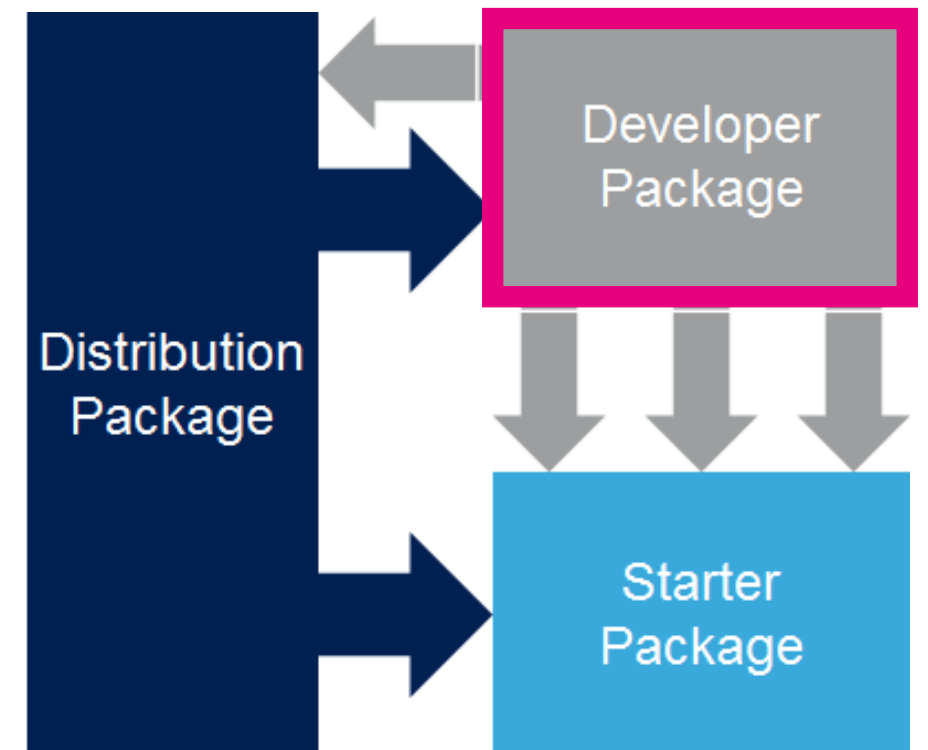 Developer
Package
Distribution
Package
Starter
Package